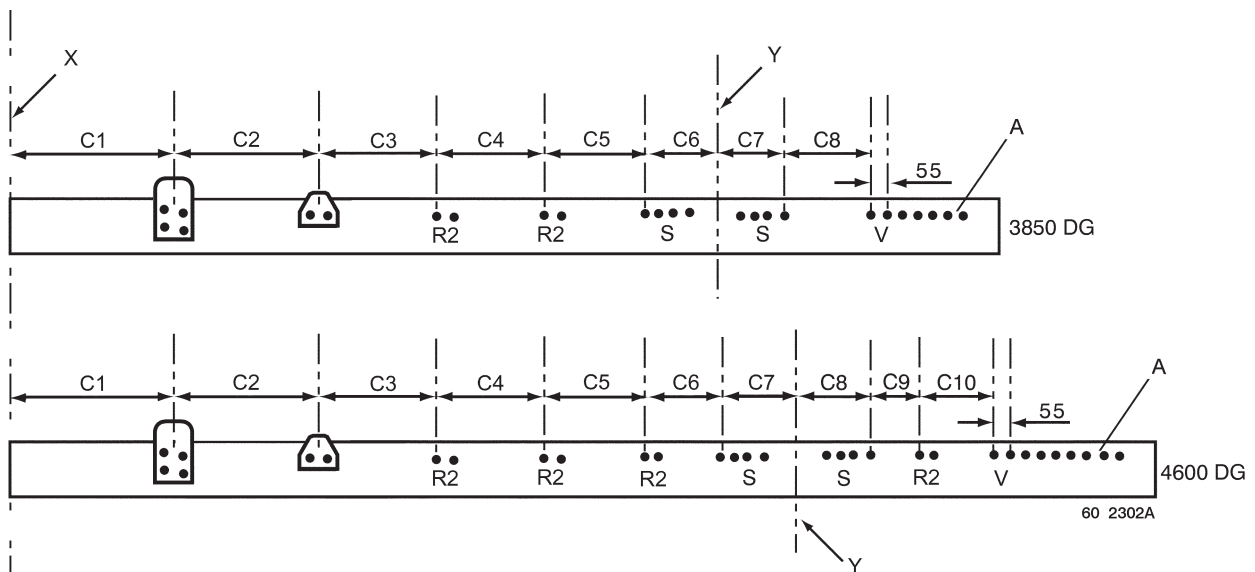 X
Y
C1 C2 C3 C4 C5 C6 C7 C8
A
55
R2 R2 S S V
3850 DG
A
C1 C2 C3 C4 C5 C6 C7 C8 C9 C10
55
R2 R2 R2 S S R2 V
4600 DG
60 2302A
Y